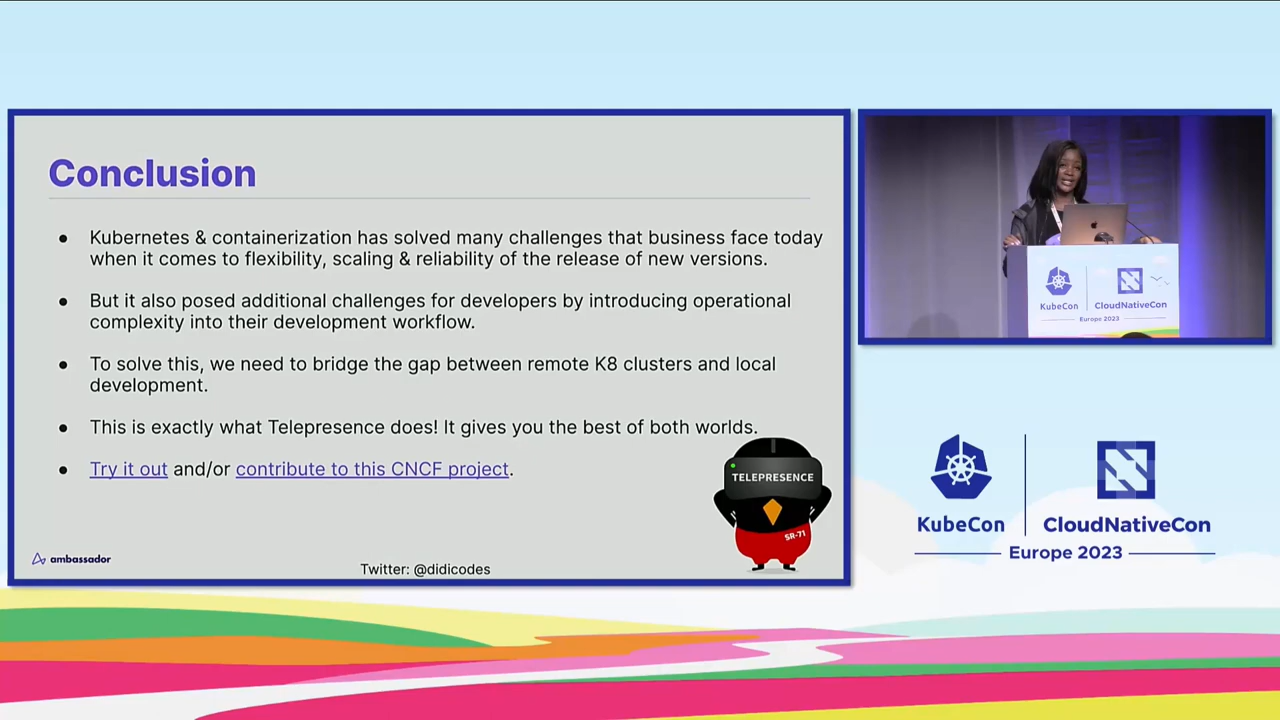 Conclusion
● Kubernetes & containerization has solved many challenges that business face today
when it comes to flexibility, scaling & reliability of the release of new versions.
● But it also posed additional challenges for developers by introducing operational
complexity into their development workflow.
● To solve this, we need to bridge the gap between remote K8 clusters and local
development.
● This is exactly what Telepresence does! It gives you the best of both worlds.
● Try it out and/or contribute to this CNCF project.
TELEPRESENCE
SR-71
ambassador
Twitter: @didicodes
KubeCon
CloudNativeCon
Europe 2023
KubeCon
CloudNativeCon
Europe 2023